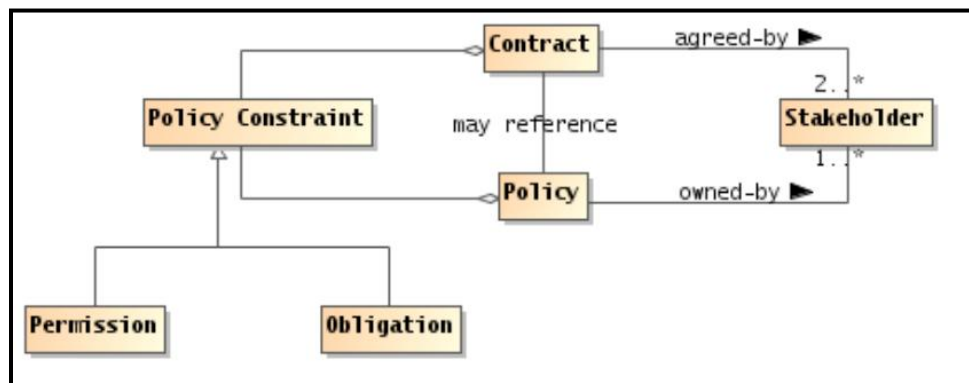 Contract
agreed-by
2..*
Policy Constraint
may reference
Stakeholder
1..*
Policy
owned-by
Permission
Obligation